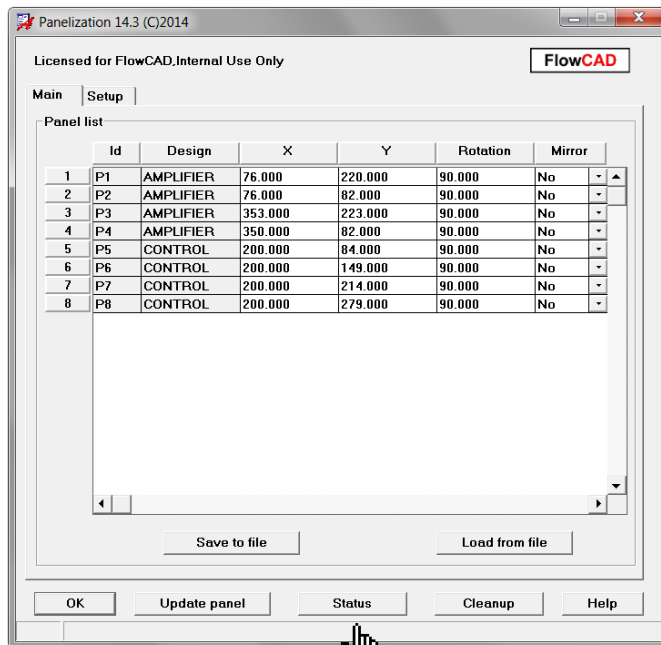 Panelization 14.3 (C)2014
Licensed for FlowCAD,Internal Use Only
FlowCAD
Main Setup
Panel list
Id Design X Y Rotation Mirror
1 P1 AMPLIFIER 76.000 220.000 90.000 No
2 P2 AMPLIFIER 76.000 82.000 90.000 No
3 P3 AMPLIFIER 353.000 223.000 90.000 No
4 P4 AMPLIFIER 350.000 82.000 90.000 No
5 P5 CONTROL 200.000 84.000 90.000 No
6 P6 CONTROL 200.000 149.000 90.000 No
7 P7 CONTROL 200.000 214.000 90.000 No
8 P8 CONTROL 200.000 279.000 90.000 No
Save to file Load from file
OK Update panel Status Cleanup Help